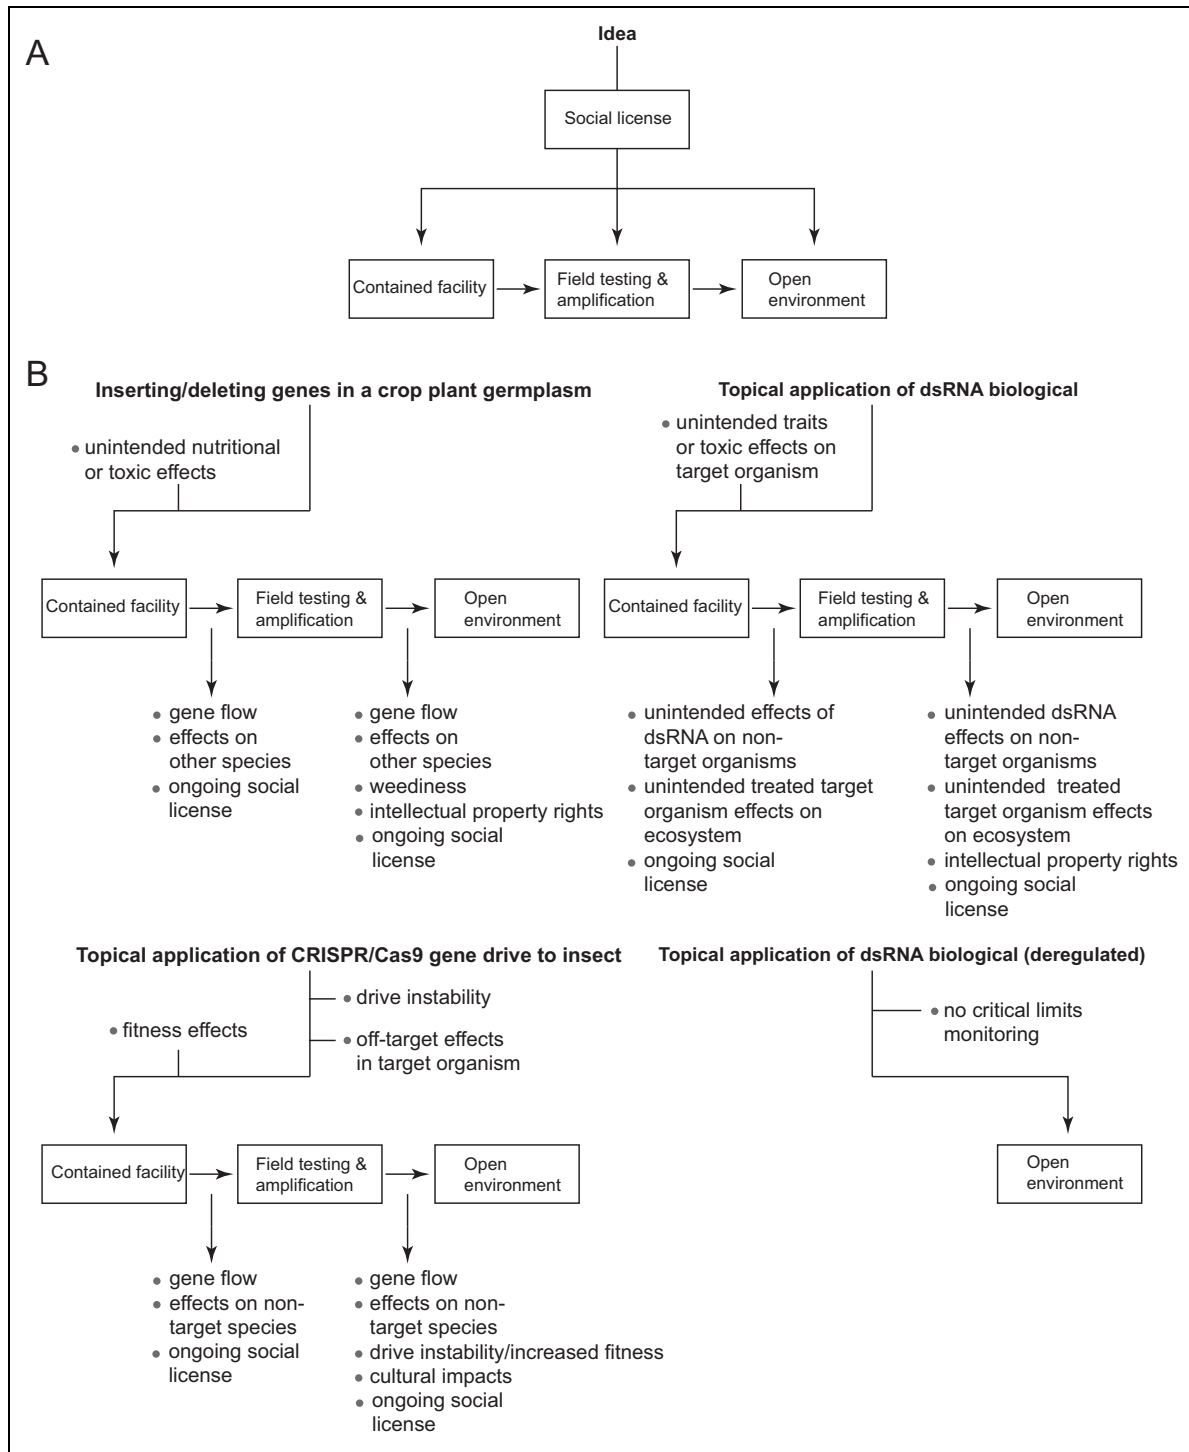 A
Idea
Social license
Contained facility
Field testing &
amplification
Open
environment
B
Inserting/deleting genes in a crop plant germplasm
• unintended nutritional
or toxic effects
Contained facility
Field testing &
amplification
Open
environment
• gene flow
• effects on
other species
• ongoing social
license
• gene flow
• effects on
other species
• weediness
• intellectual property rights
• ongoing social
license
Topical application of dsRNA biological
• unintended traits
or toxic effects on
target organism
Contained facility
Field testing &
amplification
Open
environment
• unintended effects of
dsRNA on non-
target organisms
• unintended treated target
organism effects on
ecosystem
• ongoing social
license
• unintended dsRNA
effects on non-
target organisms
• unintended treated
target organism effects
on ecosystem
• intellectual property rights
• ongoing social
license
Topical application of CRISPR/Cas9 gene drive to insect
• drive instability
• fitness effects
• off-target effects
in target organism
Contained facility
Field testing &
amplification
Open
environment
• gene flow
• effects on non-
target species
• ongoing social
license
• gene flow
• effects on non-
target species
• drive instability/increased fitness
• cultural impacts
• ongoing social
license
Topical application of dsRNA biological (deregulated)
• no critical limits
monitoring
Open
environment